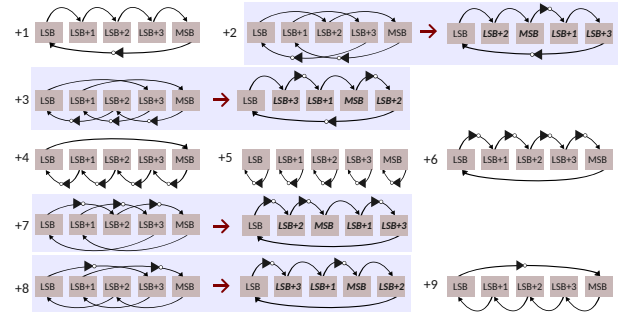 +1 LSB LSB+1 LSB+2 LSB+3 MSB
+2 LSB LSB+1 LSB+2 LSB+3 MSB LSB LSB+2 MSB LSB+1 LSB+3
+3 LSB LSB+1 LSB+2 LSB+3 MSB LSB LSB+3 LSB+1 MSB LSB+2
+4 LSB LSB+1 LSB+2 LSB+3 MSB
+5 LSB LSB+1 LSB+2 LSB+3 MSB
+6 LSB LSB+1 LSB+2 LSB+3 MSB
+7 LSB LSB+1 LSB+2 LSB+3 MSB LSB LSB+2 MSB LSB+1 LSB+3
+8 LSB LSB+1 LSB+2 LSB+3 MSB LSB LSB+3 LSB+1 MSB LSB+2
+9 LSB LSB+1 LSB+2 LSB+3 MSB